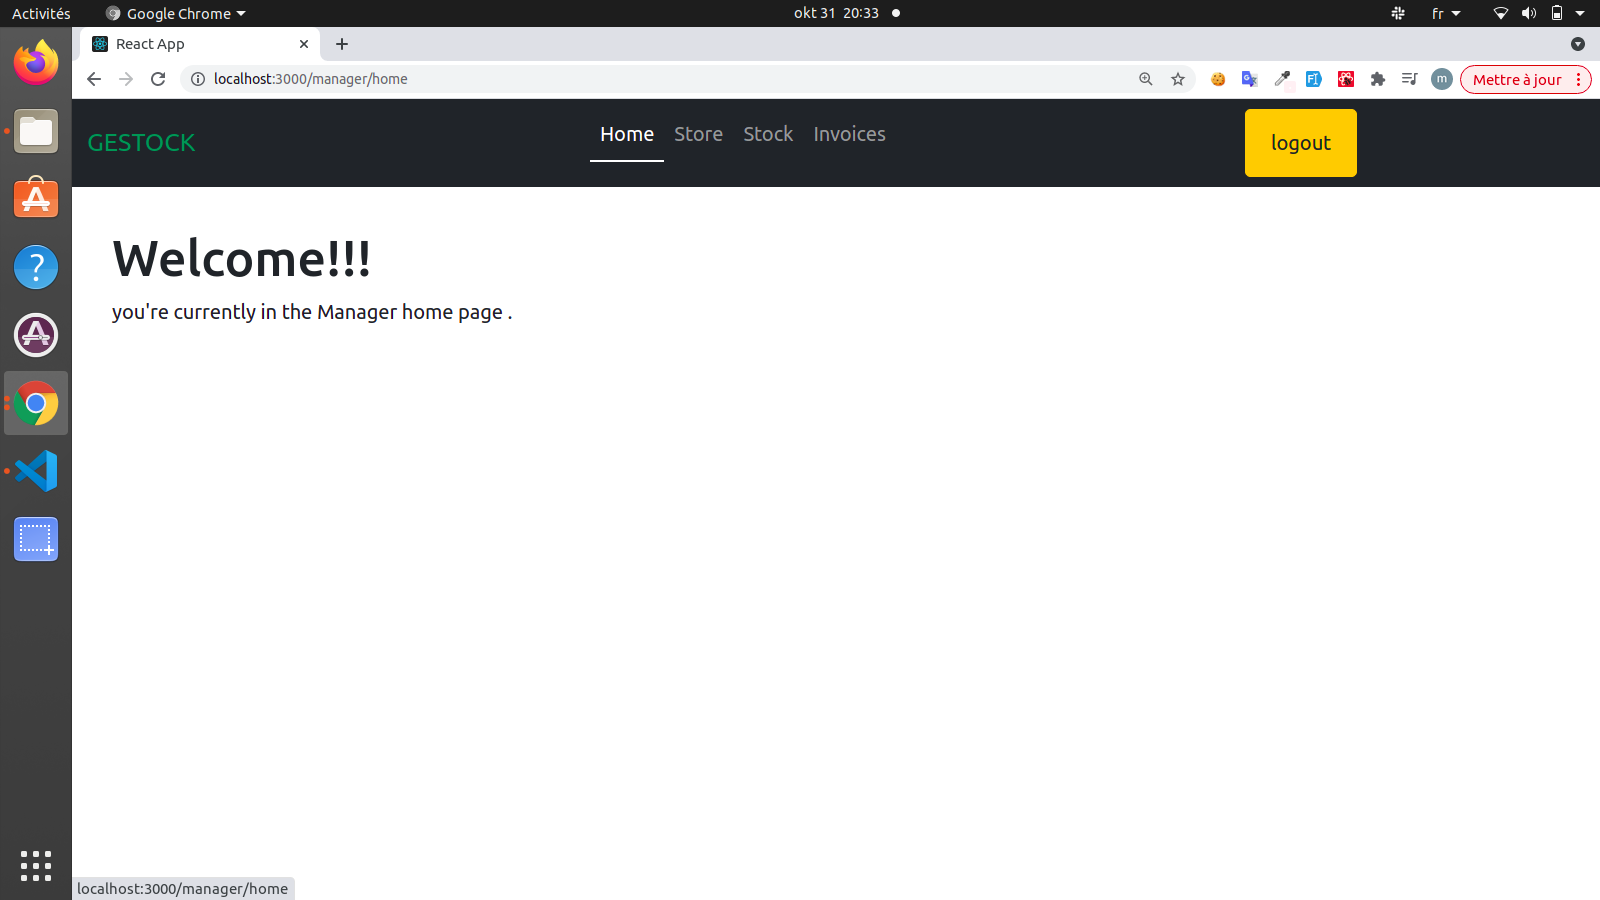 Activités Google Chrome okt 31 20:33 fr
React App
localhost:3000/manager/home m Mettre à jour
GESTOCK Home Store Stock Invoices logout
Welcome!!!
you're currently in the Manager home page .
localhost:3000/manager/home